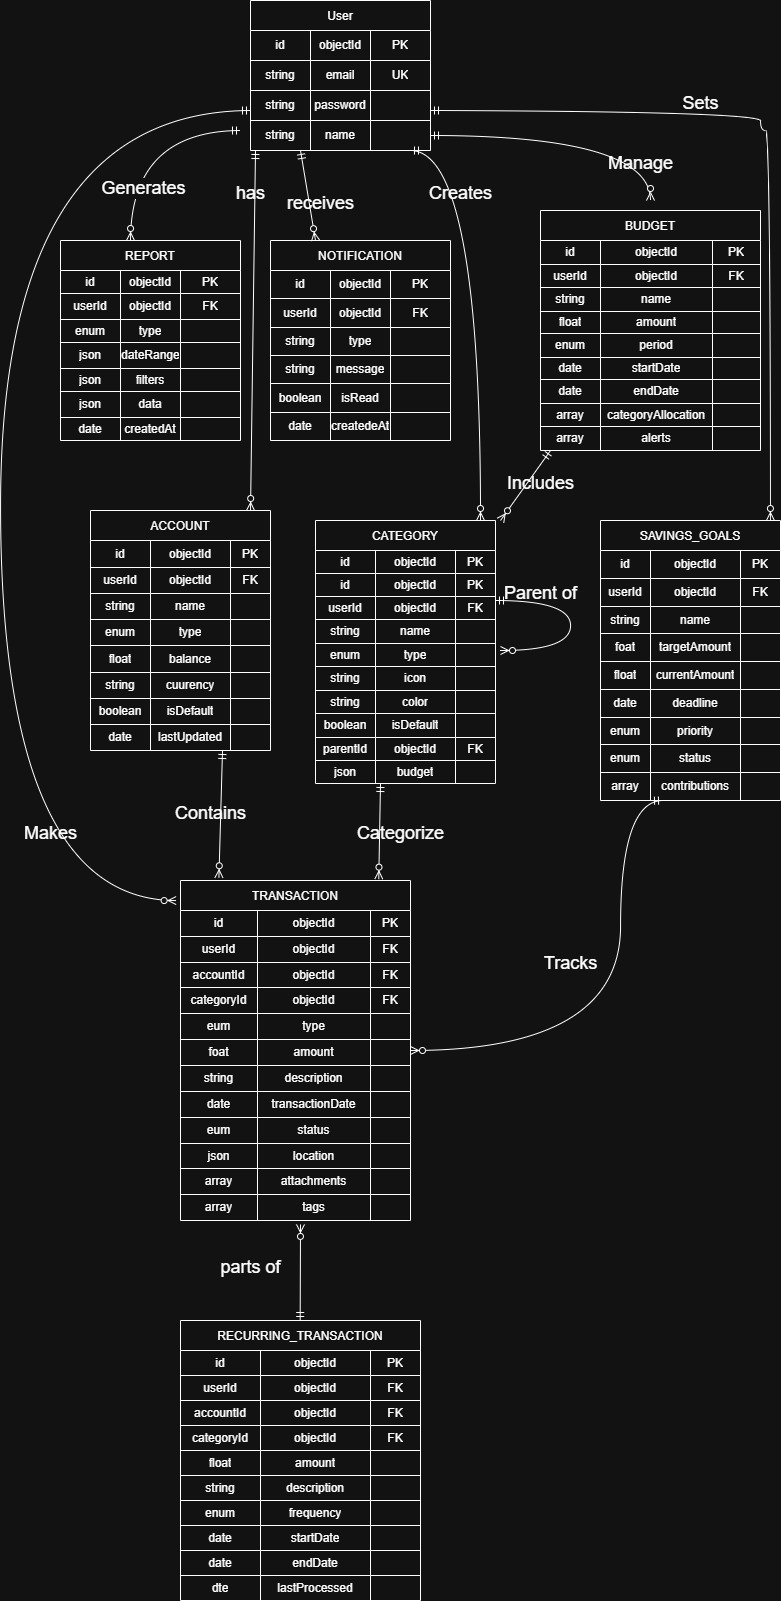 User
id objectId PK
string email UK
string password
string name
Sets
Manage
Generates
has
receives
Creates
REPORT
id objectId PK
userId objectId FK
enum type
json dateRange
json filters
json data
date createdAt
NOTIFICATION
id objectId PK
userId objectId FK
string type
string message
boolean isRead
date createdeAt
BUDGET
id objectId PK
userId objectId FK
string name
float amount
enum period
date startDate
date endDate
array categoryAllocation
array alerts
Includes
ACCOUNT
id objectId PK
userId objectId FK
string name
enum type
float balance
string cuurency
boolean isDefault
date lastUpdated
CATEGORY
id objectId PK
id objectId PK
userId objectId FK
string name
enum type
string icon
string color
boolean isDefault
parentId objectId FK
json budget
Parent of
SAVINGS_GOALS
id objectId PK
userId objectId FK
string name
foat targetAmount
float currentAmount
date deadline
enum priority
enum status
array contributions
Contains
Makes
Categorize
TRANSACTION
id objectId PK
userId objectId FK
accountId objectId FK
categoryId objectId FK
eum type
foat amount
string description
date transactionDate
eum status
json location
array attachments
array tags
Tracks
parts of
RECURRING_TRANSACTION
id objectId PK
userId objectId FK
accountId objectId FK
categoryId objectId FK
float amount
string description
enum frequency
date startDate
date endDate
dte lastProcessed